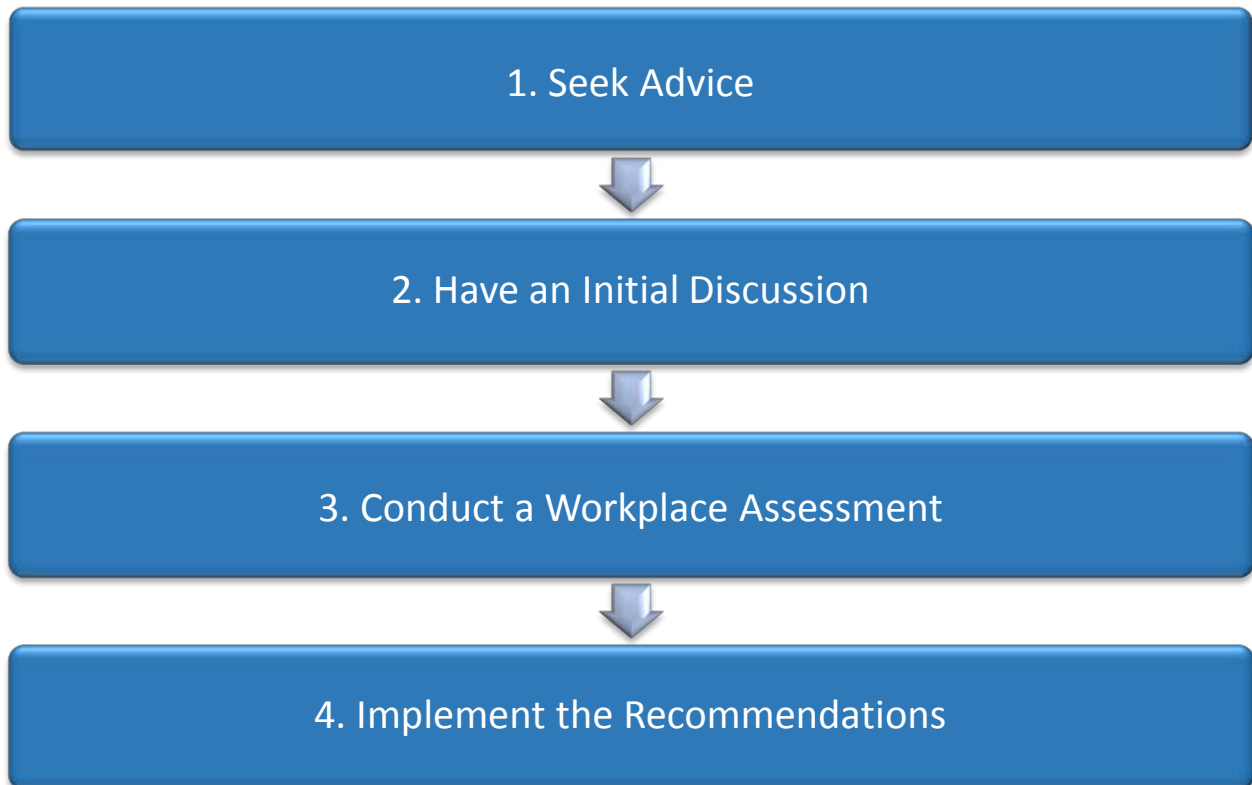 1. Seek Advice
2. Have an Initial Discussion
3. Conduct a Workplace Assessment
4. Implement the Recommendations